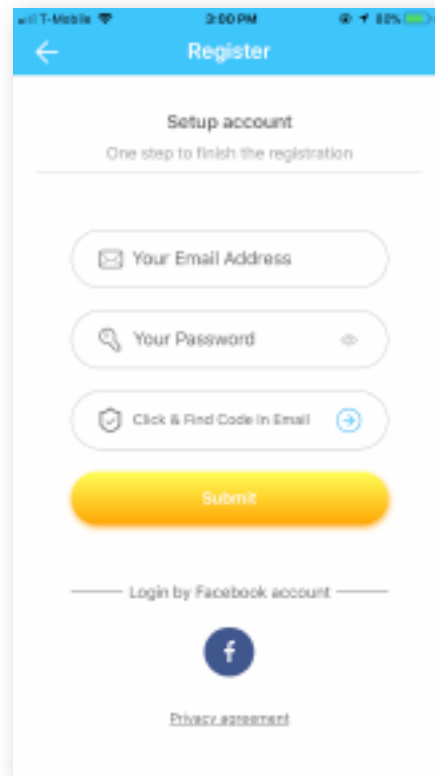 T-Mobile 3:00 PM 80%
Register
Setup account
One step to finish the registration
Your Email Address
Your Password
Click & Find Code In Email
Submit
Login by Facebook account
f
Privacy agreement